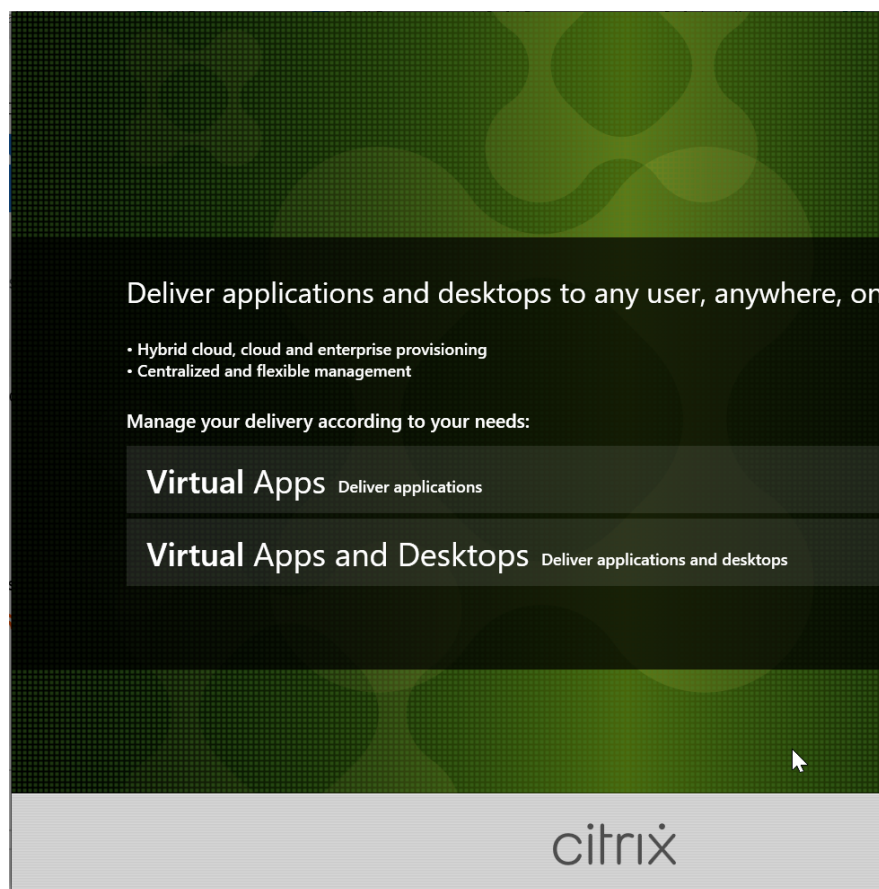 Deliver applications and desktops to any user, anywhere, on
• Hybrid cloud, cloud and enterprise provisioning
• Centralized and flexible management
Manage your delivery according to your needs:
Virtual Apps Deliver applications
Virtual Apps and Desktops Deliver applications and desktops
citrix